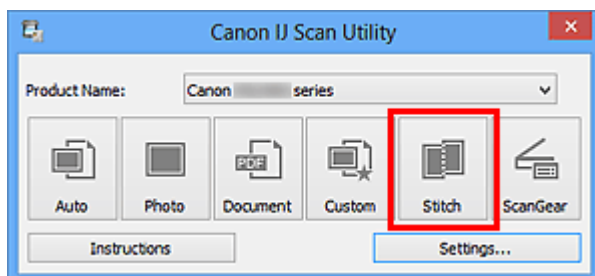 Canon IJ Scan Utility
Product Name: Canon series
PDF
Auto Photo Document Custom Stitch ScanGear
Instructions Settings...